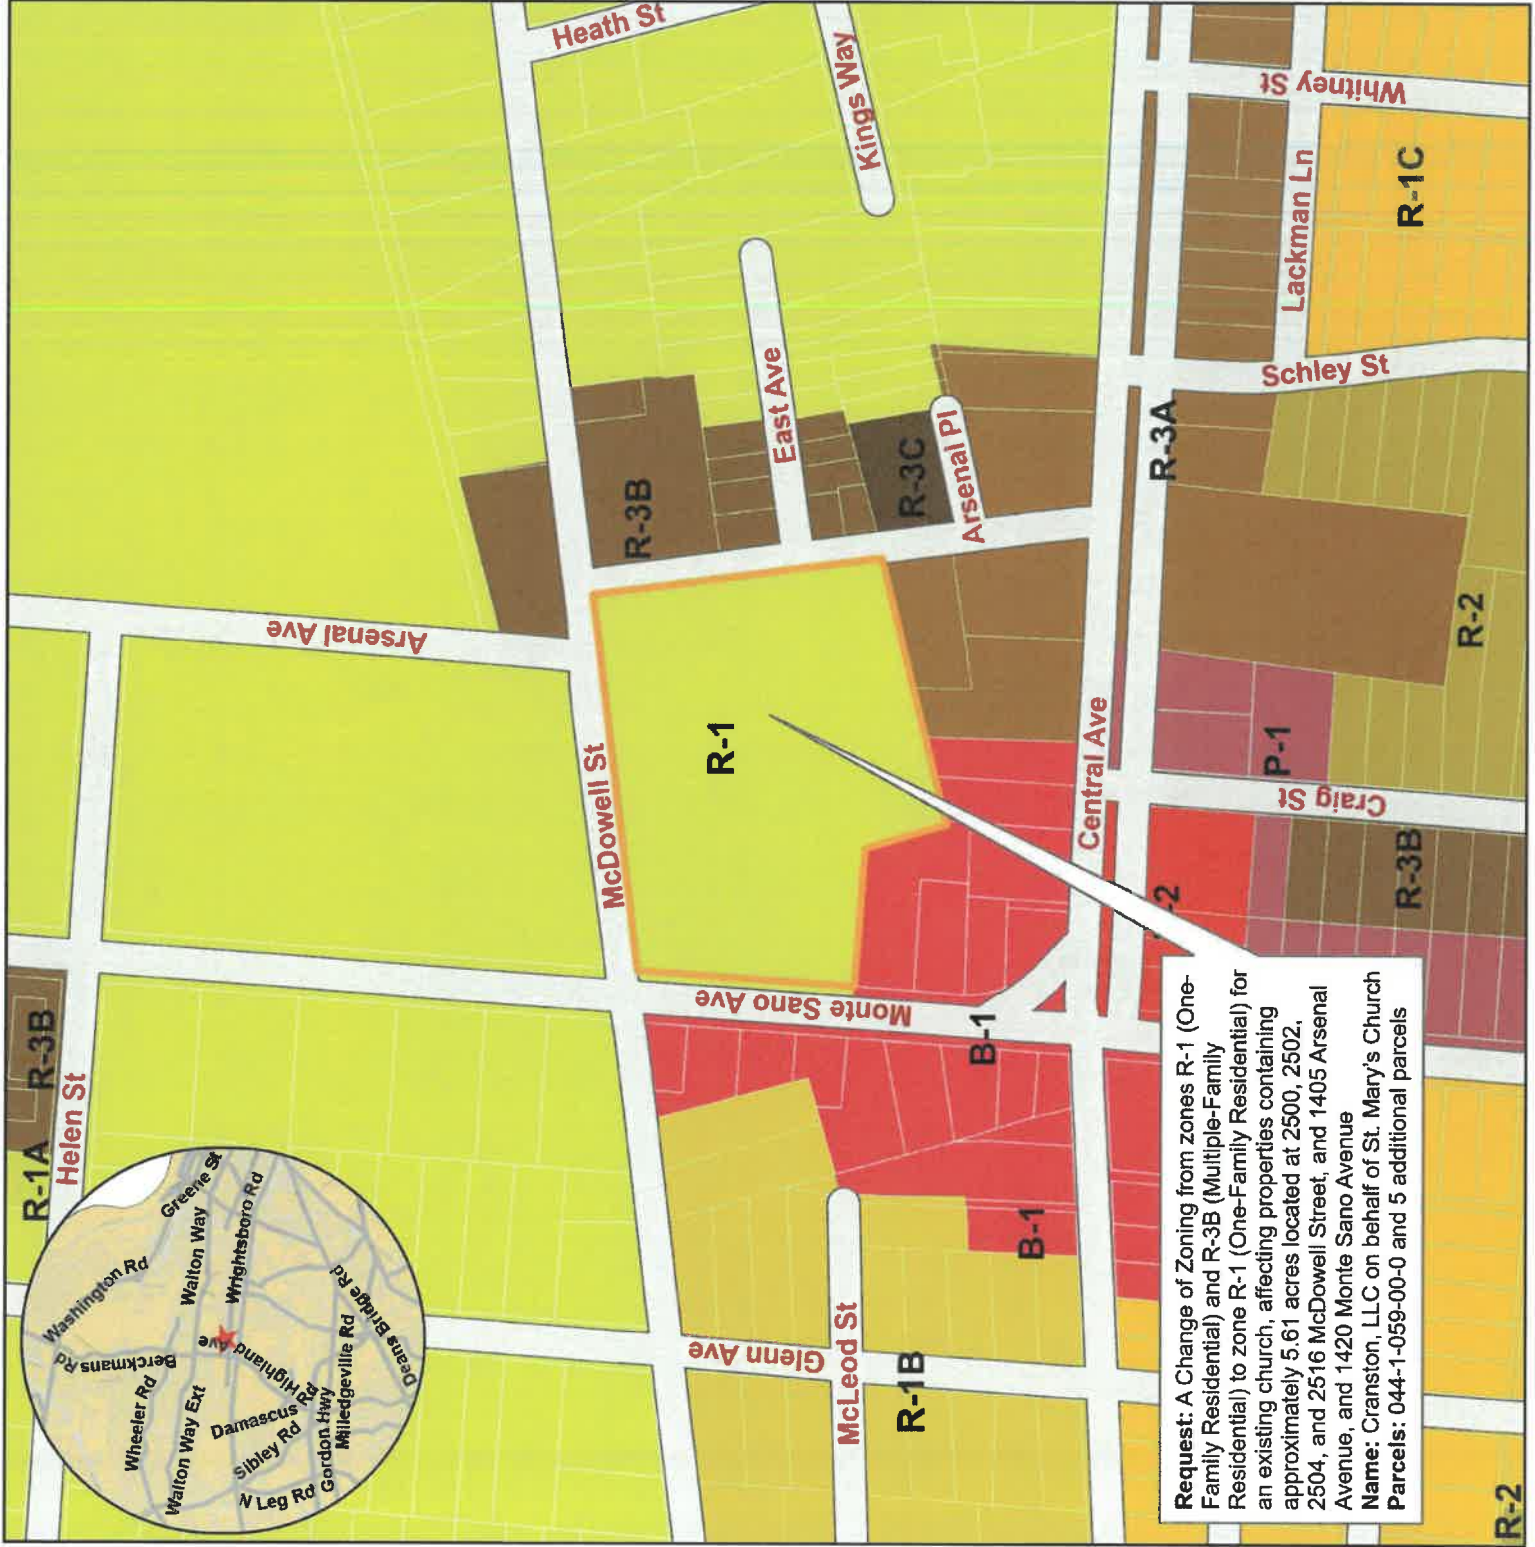 R-1A
R-3B
Helen St
Heath St
Kings Way
Arsenal Ave
McDowell St
East Ave
R-3B
R-3C
Arsenal Pl
R-1
Monte Sano Ave
B-1
B-1
Glenn Ave
McLeod St
R-1B
Central Ave
R-3A
Whitney St
Lackman Ln
R-1C
Schley St
R-2
P-1
Craig St
R-3B
-2
R-2
Washington Rd
Greene St
Berckmans Rd
Walton Way
Wrightsboro Rd
Wheeler Rd
Highland Ave
Walton Way Ext
Damascus Rd
Sibley Rd
N Leg Rd
Gordon Hwy
Milledgeville Rd
Deans Bridge Rd
Request: A Change of Zoning from zones R-1 (One-
Family Residential) and R-3B (Multiple-Family
Residential) to zone R-1 (One-Family Residential) for
an existing church, affecting properties containing
approximately 5.61 acres located at 2500, 2502,
2504, and 2516 McDowell Street, and 1405 Arsenal
Avenue, and 1420 Monte Sano Avenue
Name: Cranston, LLC on behalf of St. Mary's Church
Parcels: 044-1-059-00-0 and 5 additional parcels